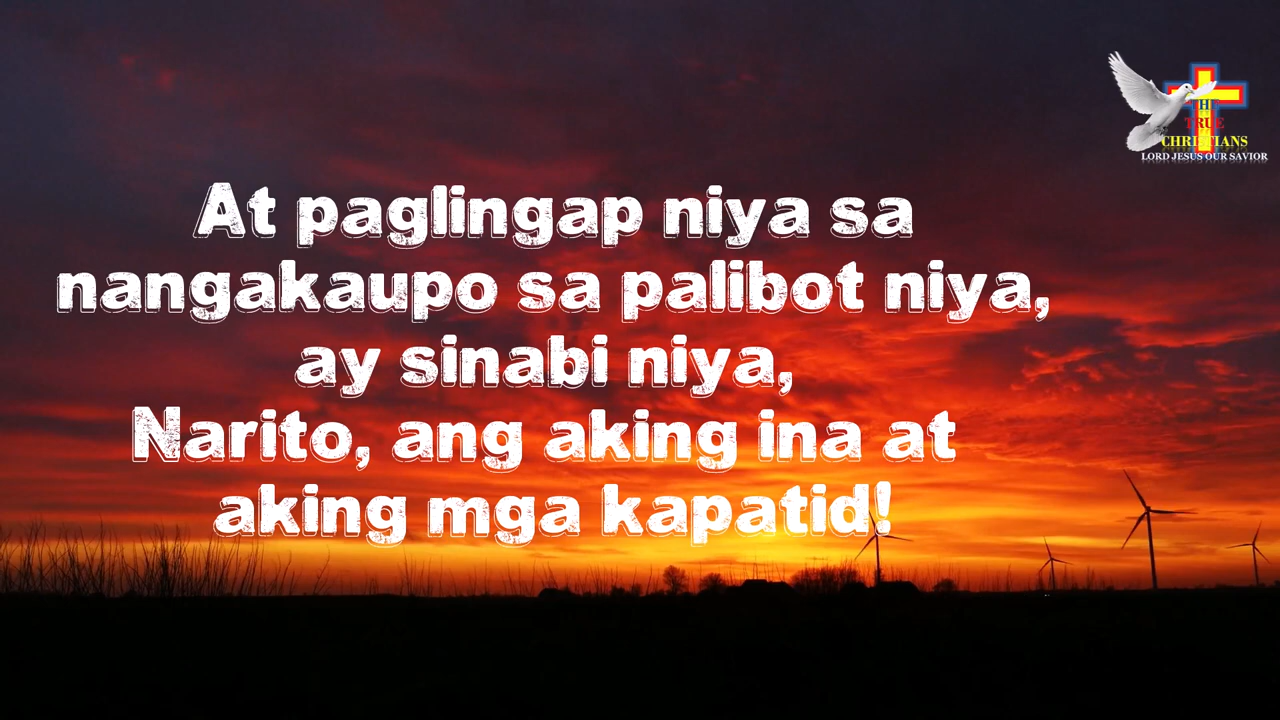 THE
TRUE
CHRISTIANS
LORD JESUS OUR SAVIOR
At paglingap niya sa
nangakaupo sa palibot niya,
ay sinabi niya,
Narito, ang aking ina at
aking mga kapatid!